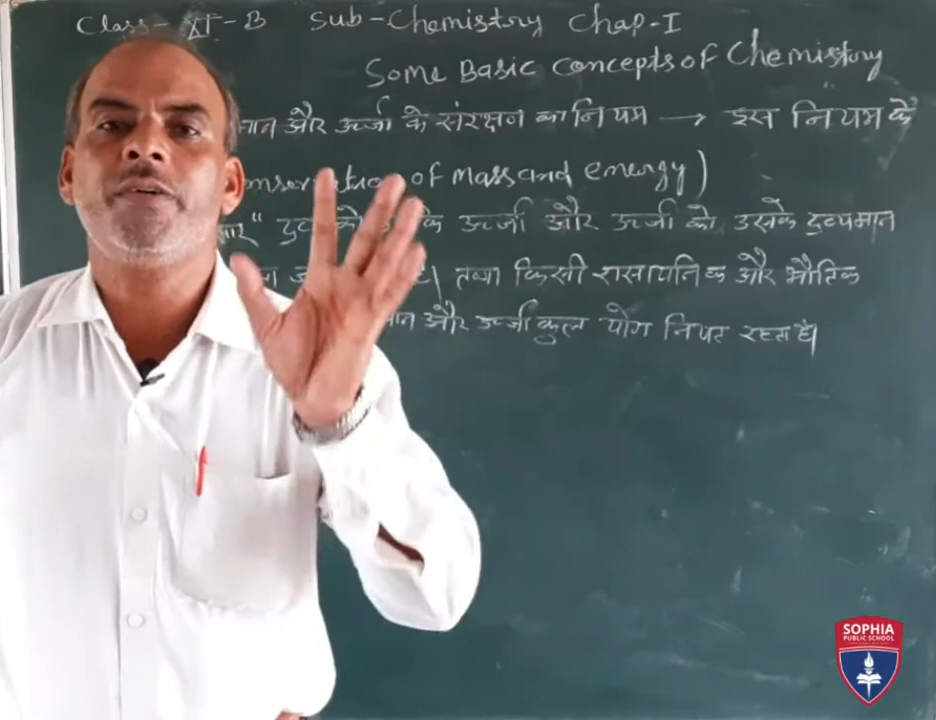 Class- XI - B Sub-Chemistry Chap-I
Some Basic concepts of Chemistry
और ऊर्जा के संरक्षण का नियम → इस नियम के
of Mass and energy)
ऊर्जा और ऊर्जा को उसके द्रव्यमान
तथा किसी रासायनिक और भौतिक
और ऊर्जा कुल योग नियत रहता है।
SOPHIA
PUBLIC SCHOOL